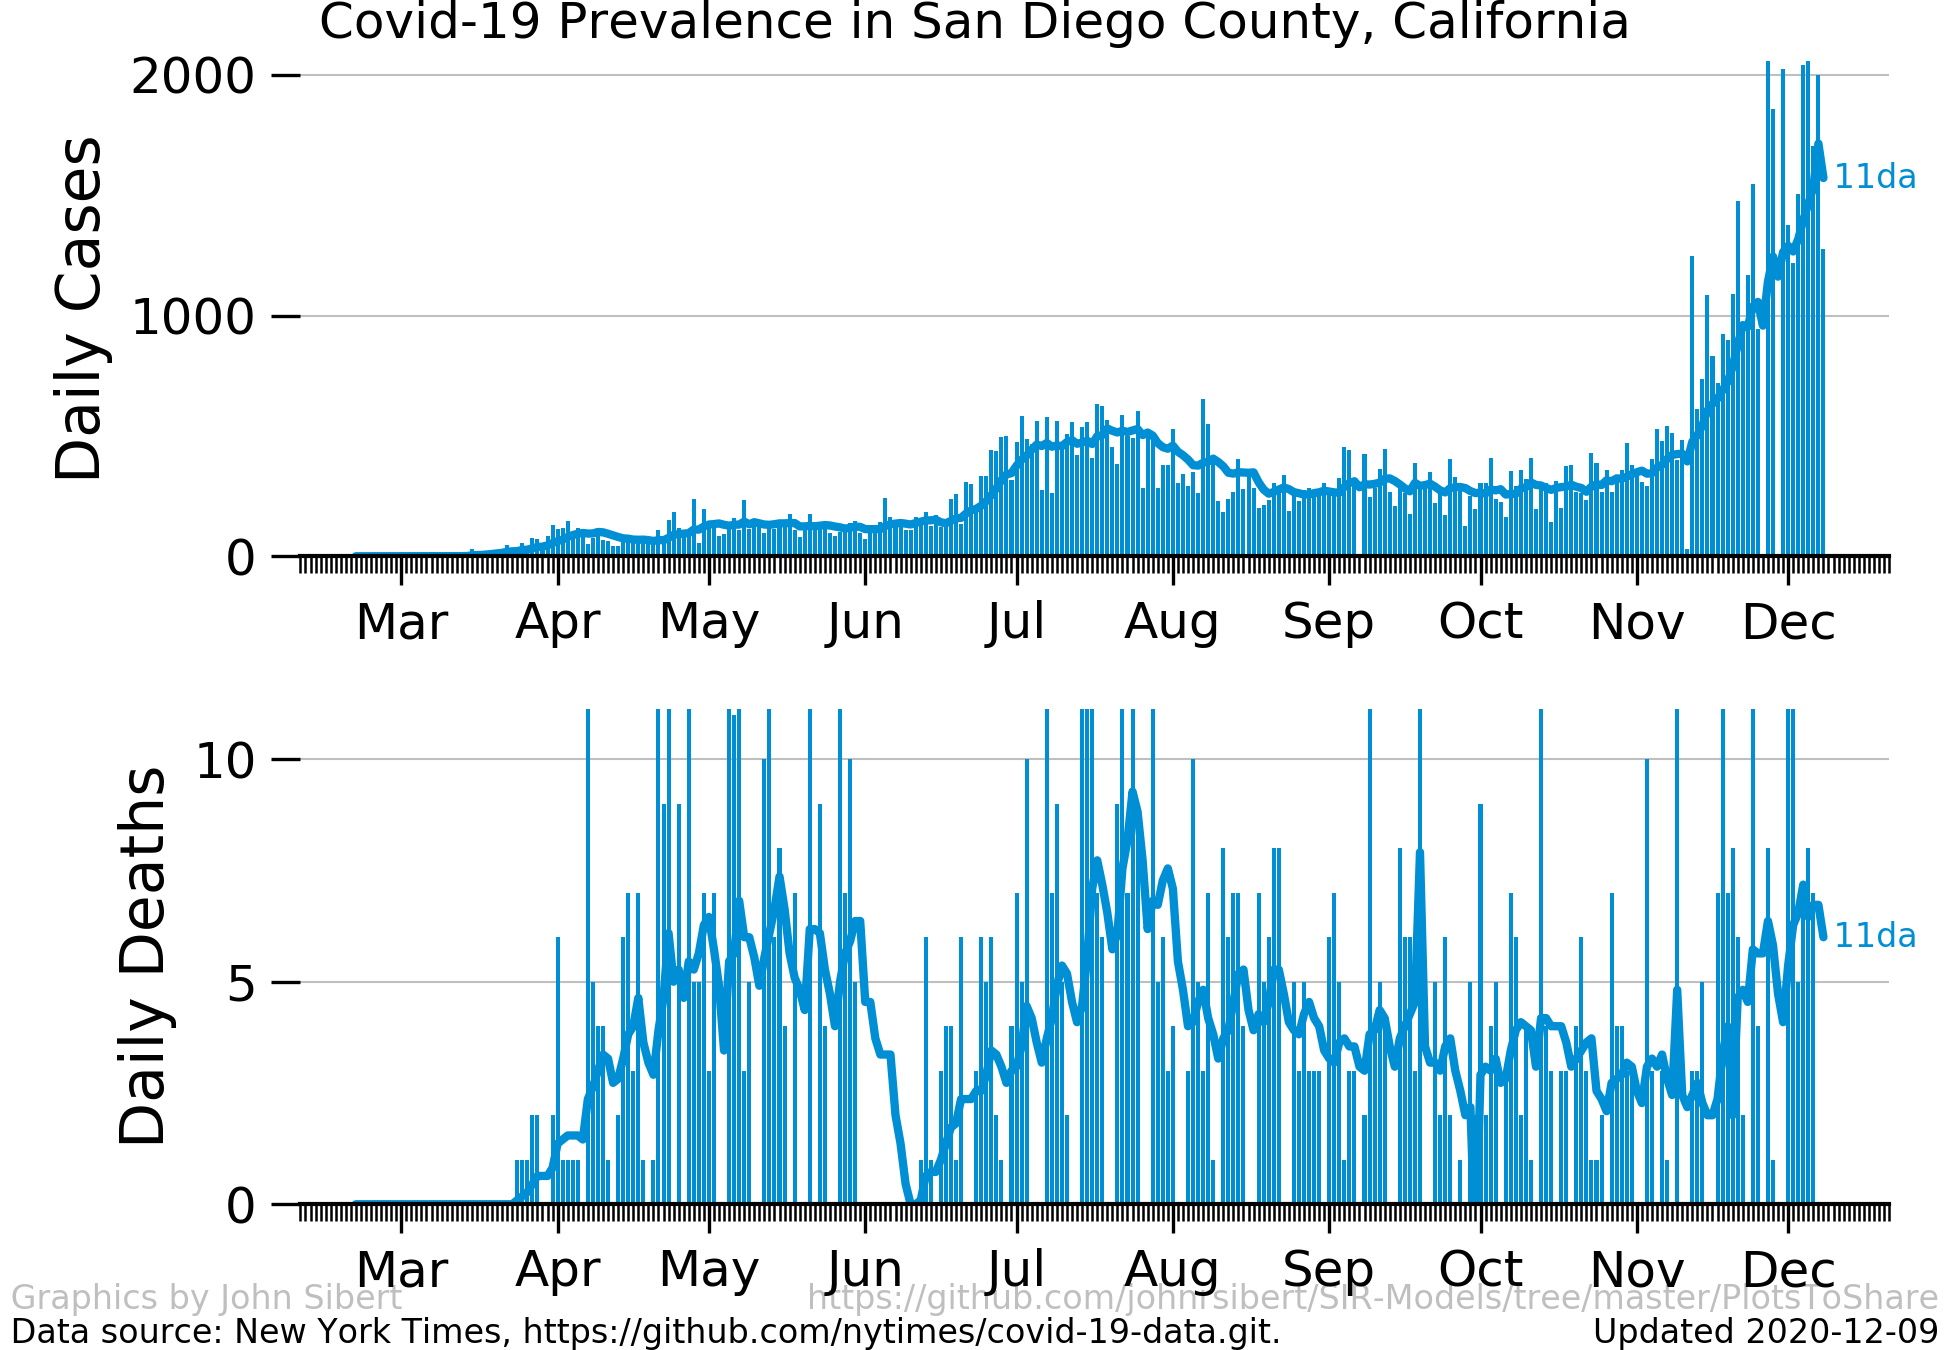 Covid-19 Prevalence in San Diego County, California
Daily Cases
2000
1000
0
11da
Mar Apr May Jun Jul Aug Sep Oct Nov Dec
Daily Deaths
10
5
0
11da
Mar Apr May Jun Jul Aug Sep Oct Nov Dec
Graphics by John Sibert https://github.com/johnrsibert/SIR-Models/tree/master/PlotsToShare
Data source: New York Times, https://github.com/nytimes/covid-19-data.git. Updated 2020-12-09